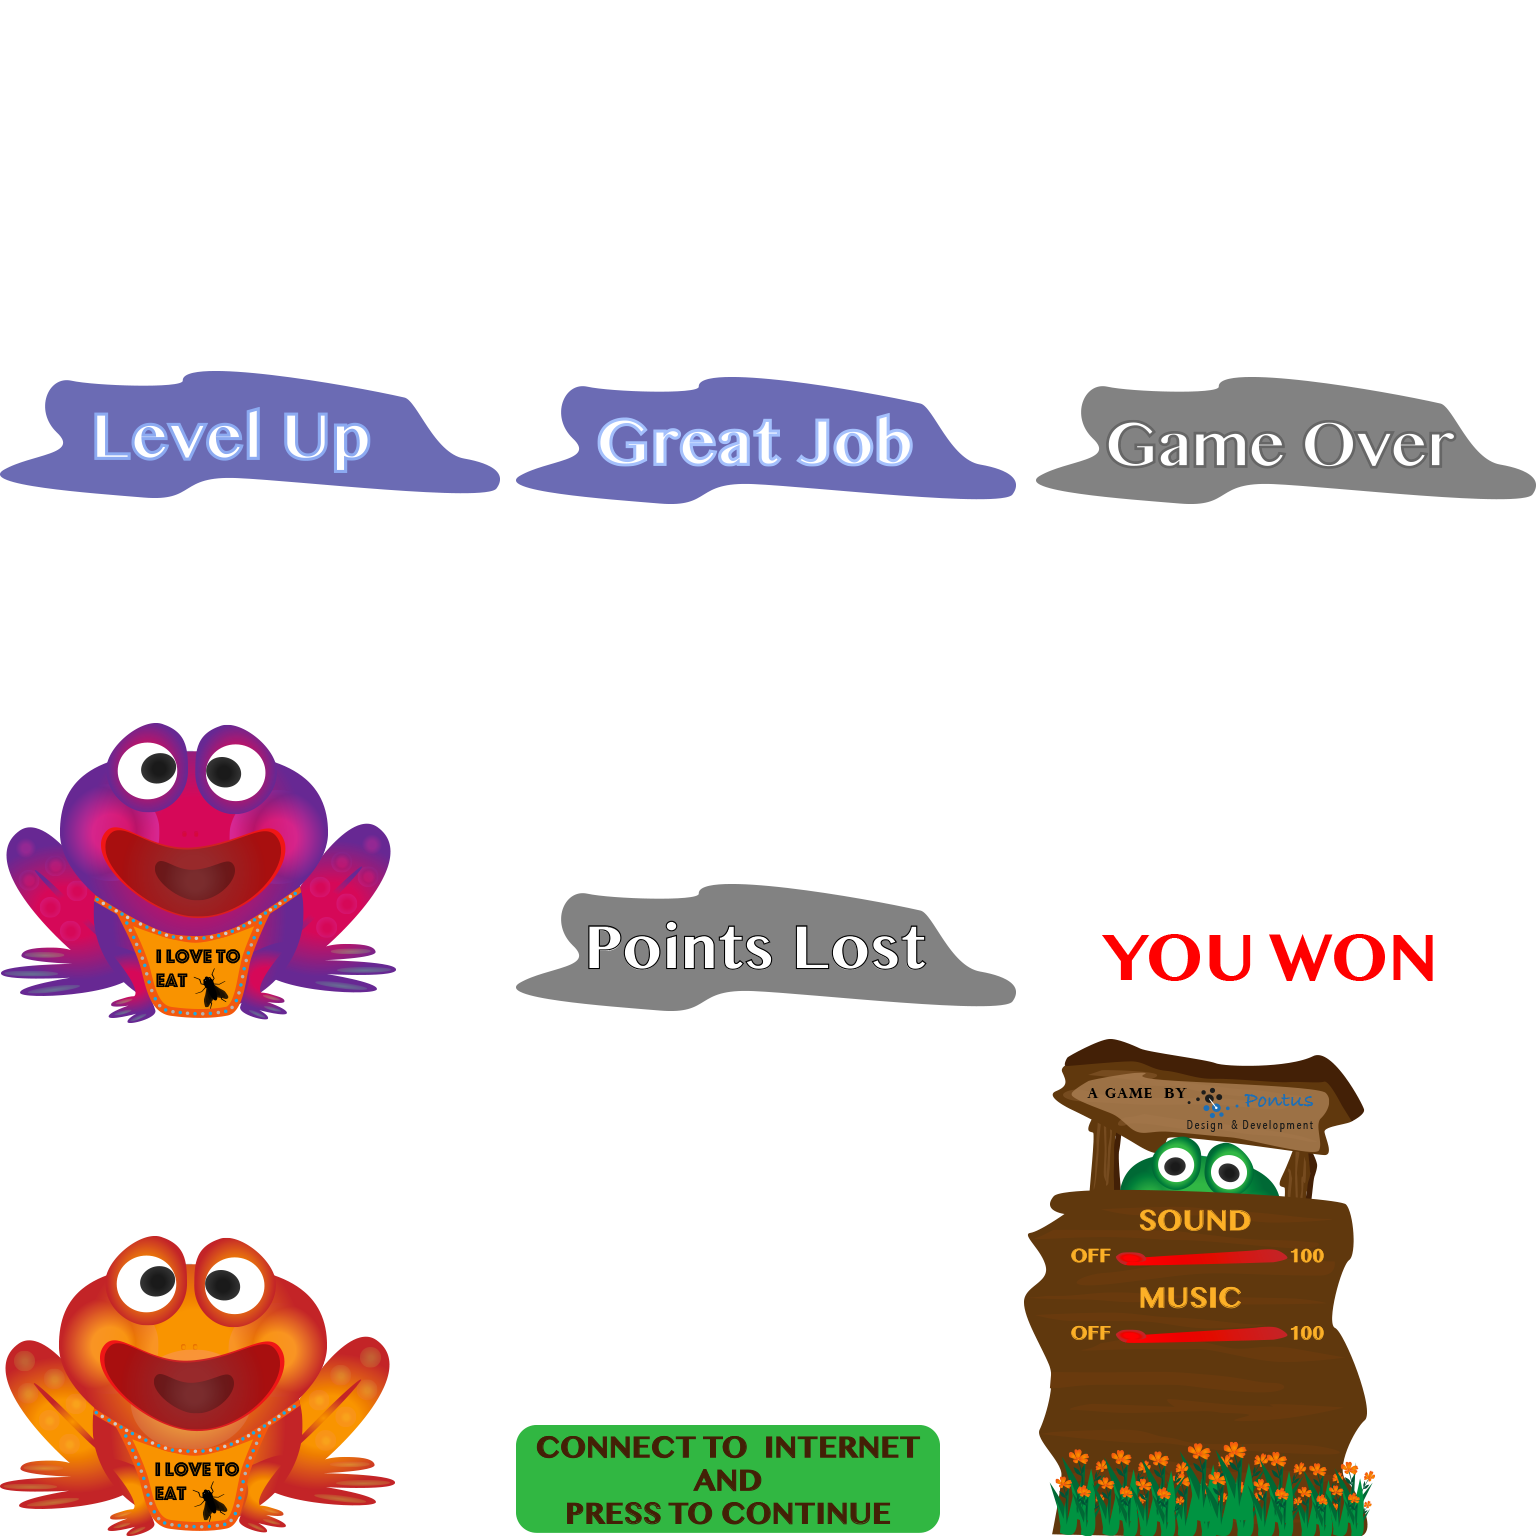 Level Up
Great Job
Game Over
I LOVE TO
EAT
Points Lost
YOU WON
A GAME BY Pontus
Design & Development
SOUND
OFF 100
MUSIC
OFF 100
I LOVE TO
EAT
CONNECT TO INTERNET
AND
PRESS TO CONTINUE